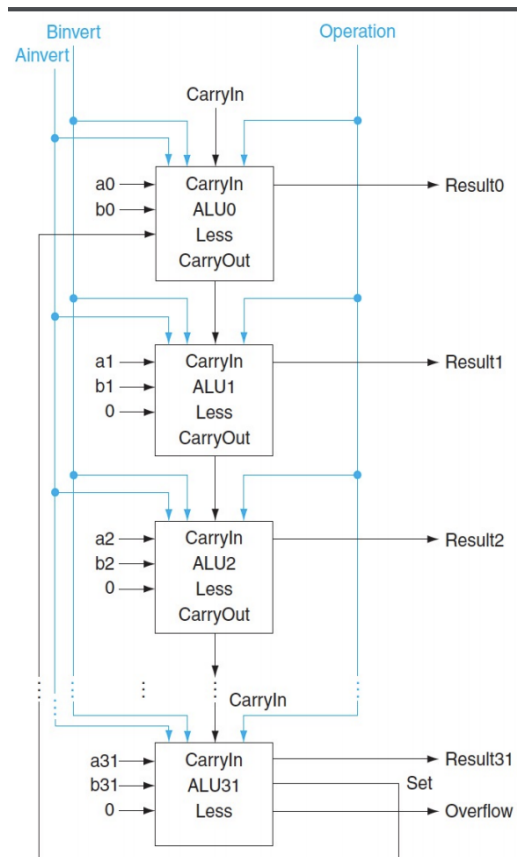 Binvert Operation
Ainvert
CarryIn
a0 CarryIn Result0
b0 ALU0
Less
CarryOut
a1 CarryIn Result1
b1 ALU1
0 Less
CarryOut
a2 CarryIn Result2
b2 ALU2
0 Less
CarryOut
CarryIn
a31 CarryIn Result31
b31 ALU31 Set
0 Less Overflow